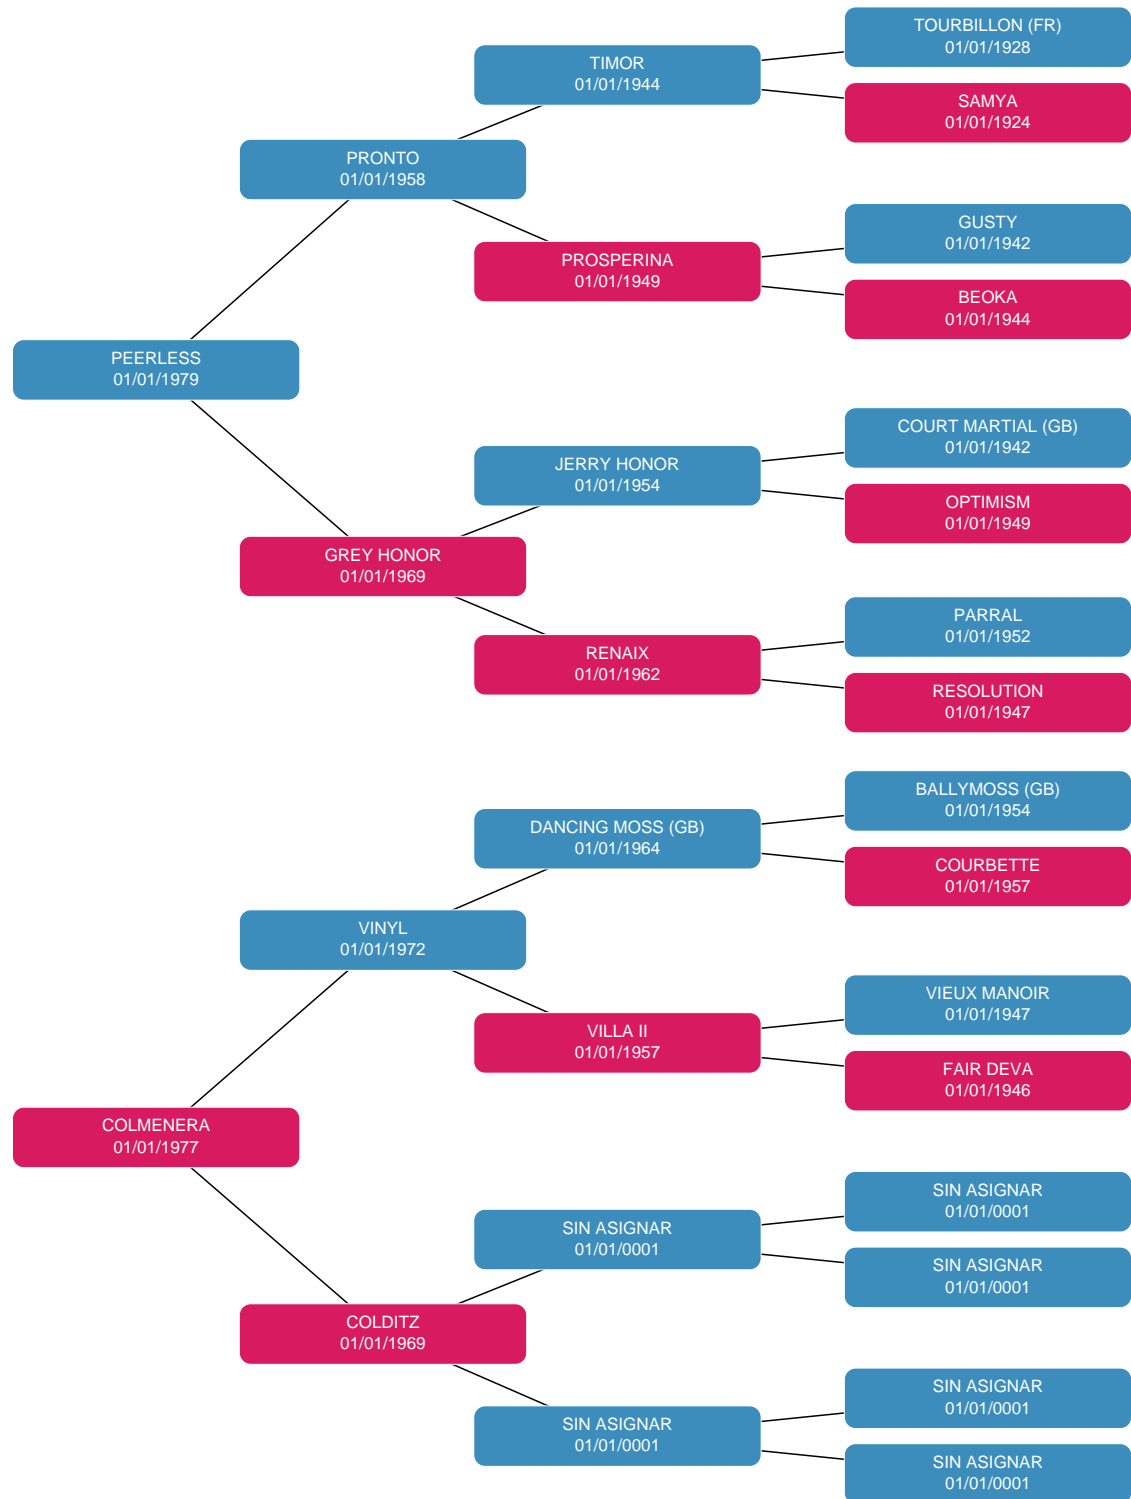 TOURBILLON (FR)
01/01/1928
TIMOR
01/01/1944
SAMYA
01/01/1924
PRONTO
01/01/1958
GUSTY
01/01/1942
PROSPERINA
01/01/1949
BEOKA
01/01/1944
PEERLESS
01/01/1979
COURT MARTIAL (GB)
01/01/1942
JERRY HONOR
01/01/1954
OPTIMISM
01/01/1949
GREY HONOR
01/01/1969
PARRAL
01/01/1952
RENAIX
01/01/1962
RESOLUTION
01/01/1947
BALLYMOSS (GB)
01/01/1954
DANCING MOSS (GB)
01/01/1964
COURBETTE
01/01/1957
VINYL
01/01/1972
VIEUX MANOIR
01/01/1947
VILLA II
01/01/1957
FAIR DEVA
01/01/1946
COLMENERA
01/01/1977
SIN ASIGNAR
01/01/0001
SIN ASIGNAR
01/01/0001
SIN ASIGNAR
01/01/0001
COLDITZ
01/01/1969
SIN ASIGNAR
01/01/0001
SIN ASIGNAR
01/01/0001
SIN ASIGNAR
01/01/0001